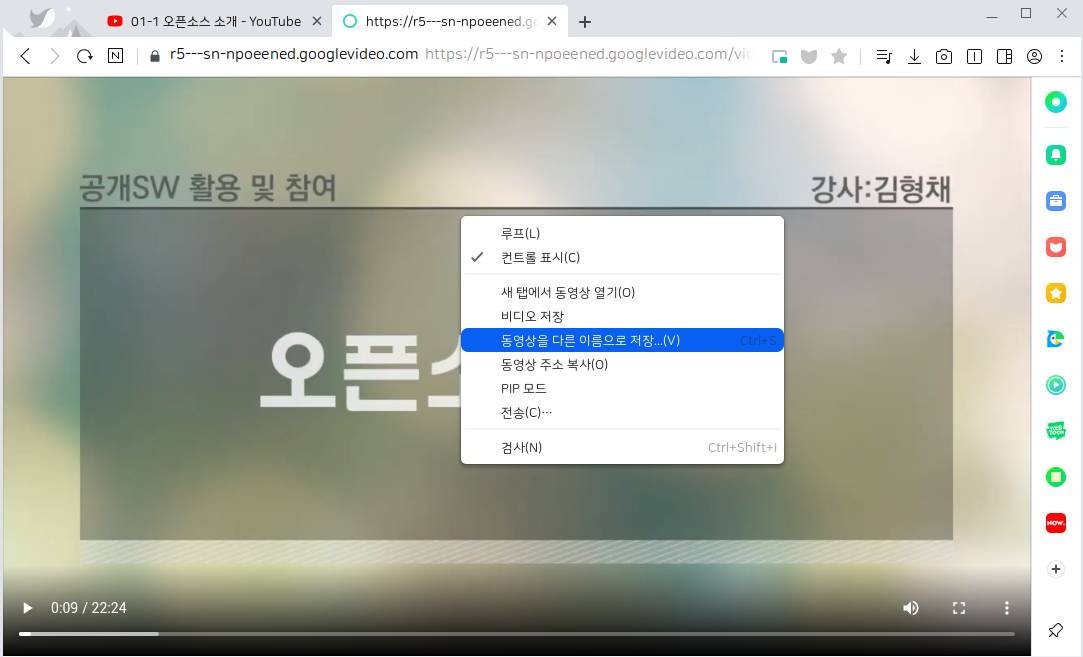 01-1 오픈소스 소개 - YouTube
https://r5---sn-npoeened.go
N
r5---sn-npoeened.googlevideo.com https://r5---sn-npoeened.googlevideo.com/vid
공개SW 활용 및 참여
강사:김형채
오픈소
루프(L)
컨트롤 표시(C)
새 탭에서 동영상 열기(O)
비디오 저장
동영상을 다른 이름으로 저장...(V) Ctrl+S
동영상 주소 복사(O)
PIP 모드
전송(C)…
검사(N) Ctrl+Shift+I
WEB
TOON
NOW.
0:09 / 22:24